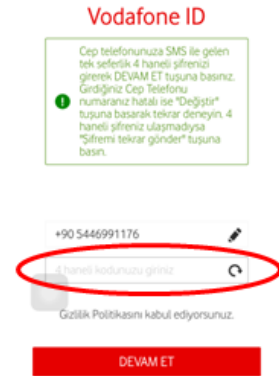 Vodafone ID
Cep telefonunuza SMS ile gelen
tek seferlik 4 haneli şifrenizi
girerek DEVAM ET tuşuna basınız.
Girdiğiniz Cep Telefonu
numaranız hatalı ise "Değiştir"
tuşuna basarak tekrar deneyin. 4
haneli şifreniz ulaşmadıysa
"Şifremi tekrar gönder" tuşuna
basın.
+90 5446991176
4 haneli kodunuzu giriniz
Gizlilik Politikasını kabul ediyorsunuz.
DEVAM ET